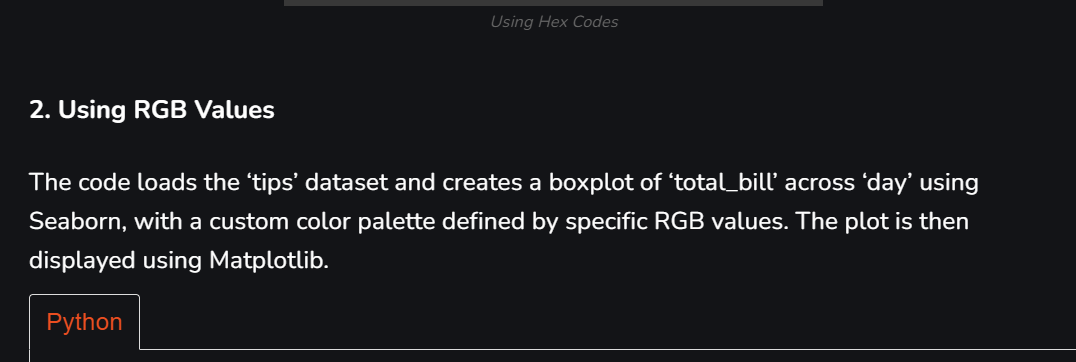 Using Hex Codes
2. Using RGB Values
The code loads the ‘tips’ dataset and creates a boxplot of ‘total_bill’ across ‘day’ using
Seaborn, with a custom color palette defined by specific RGB values. The plot is then
displayed using Matplotlib.
Python